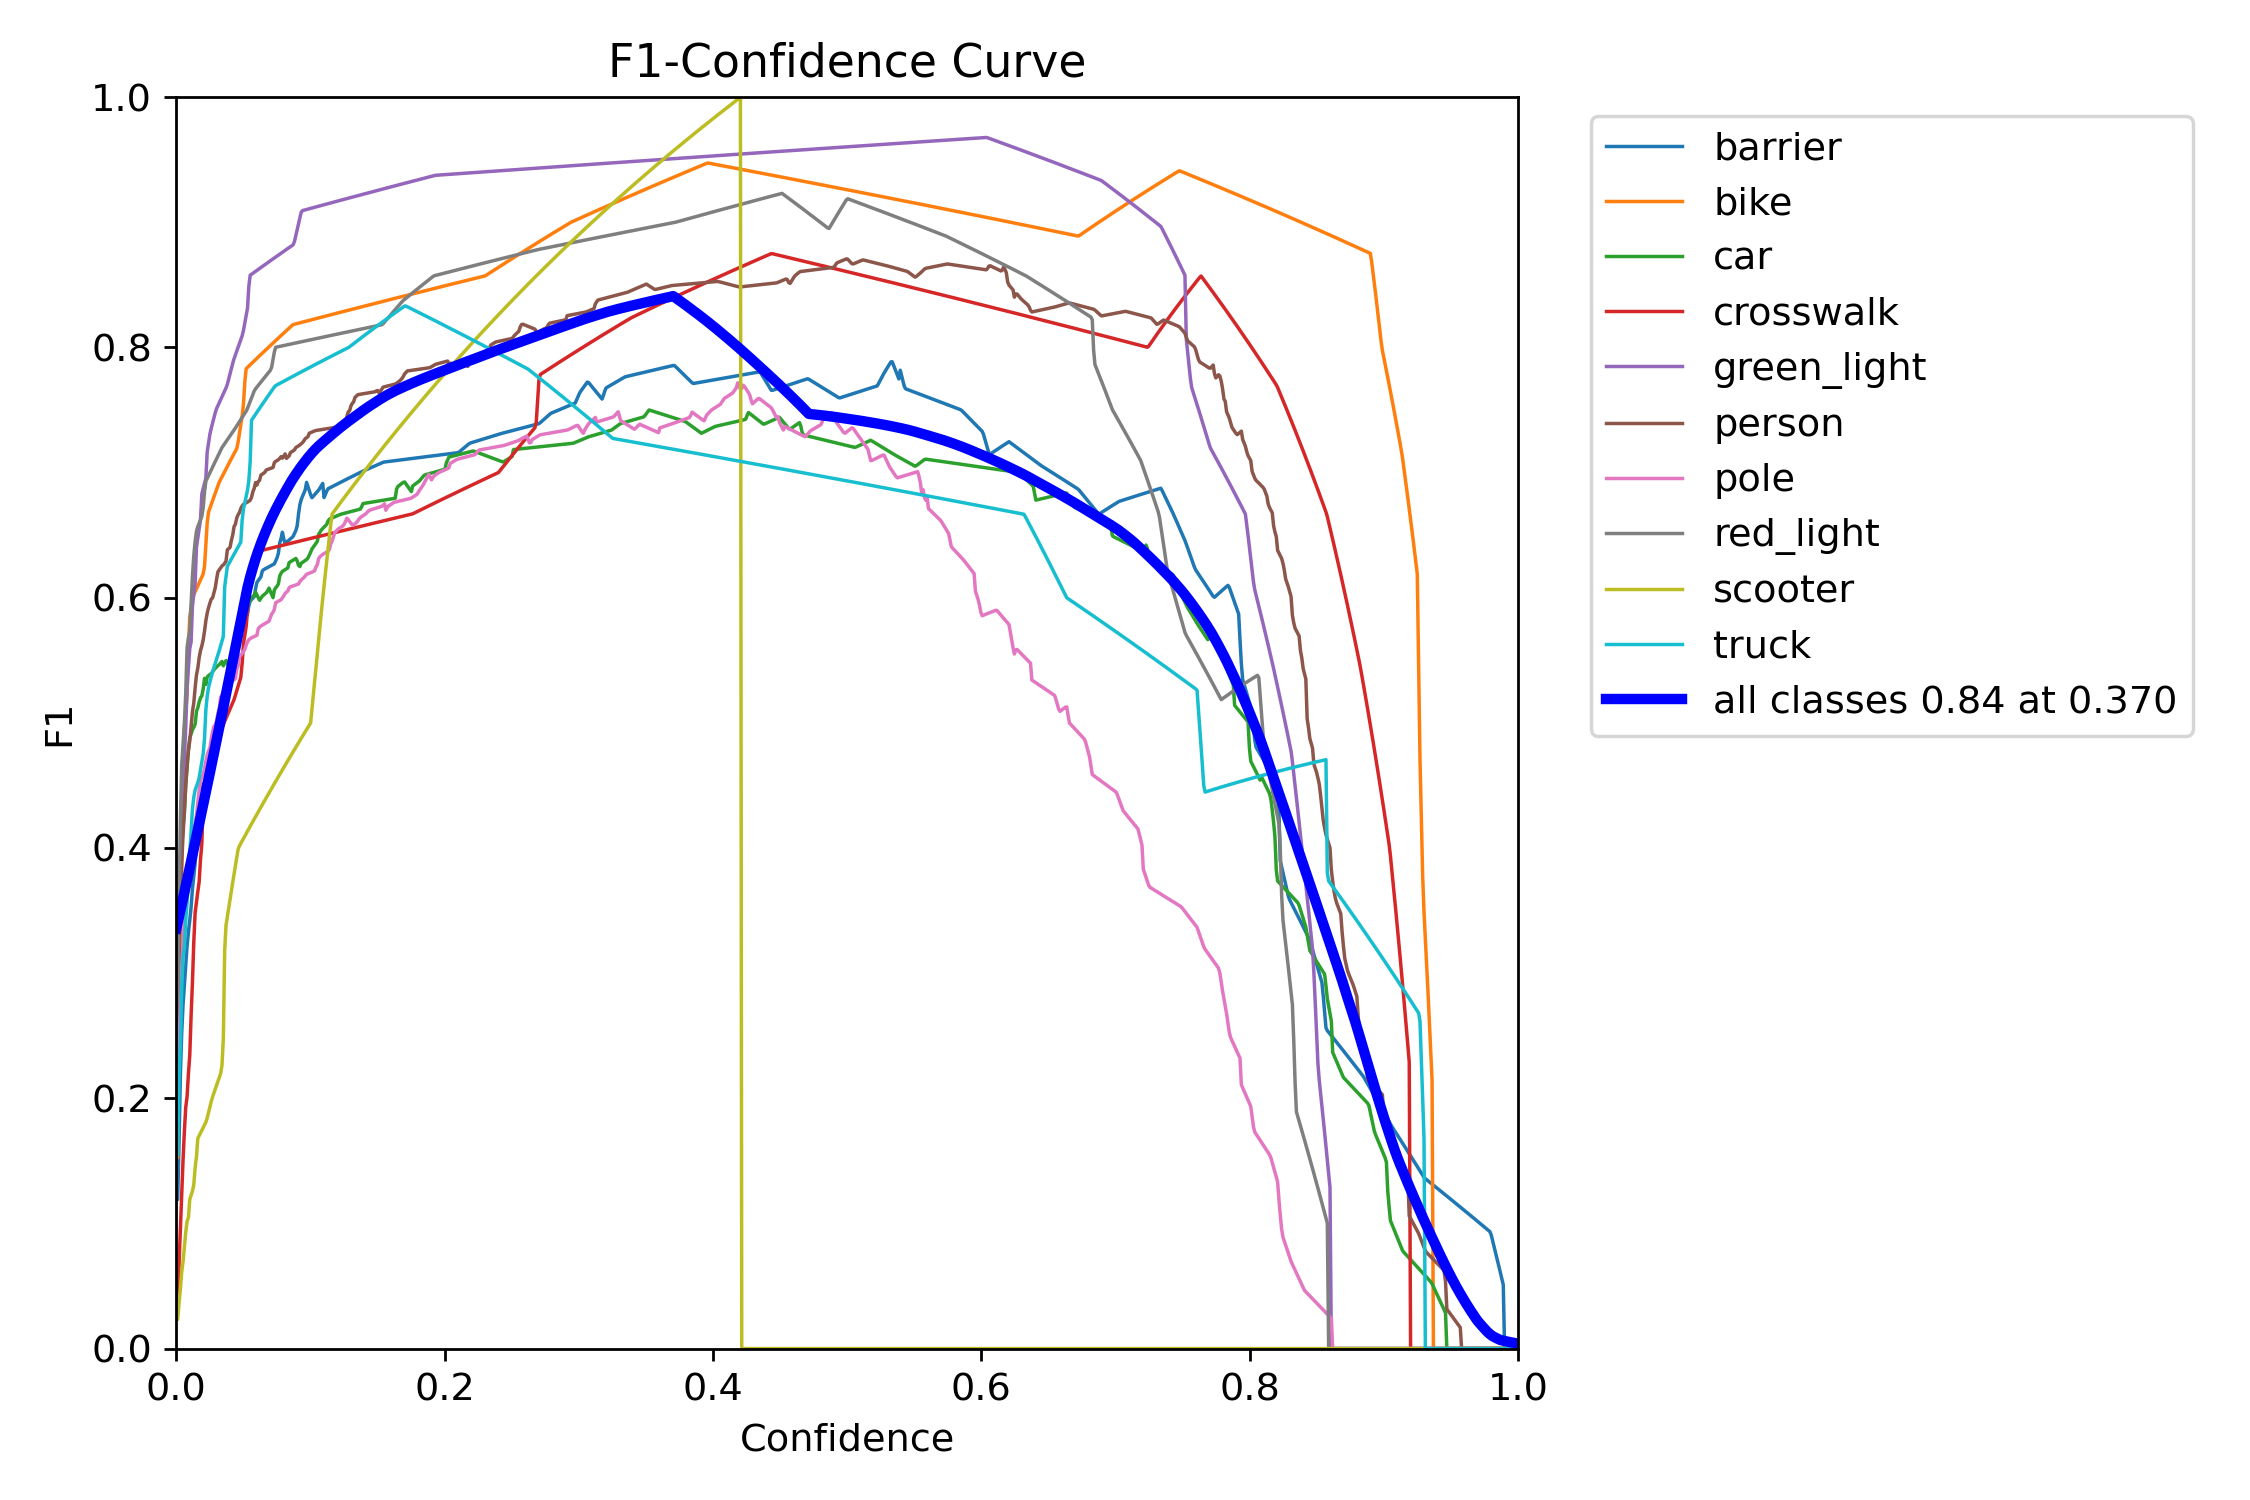 F1-Confidence Curve
1.0
0.8
0.6
0.4
0.2
0.0
F1
0.0 0.2 0.4 0.6 0.8 1.0
Confidence
barrier
bike
car
crosswalk
green_light
person
pole
red_light
scooter
truck
all classes 0.84 at 0.370